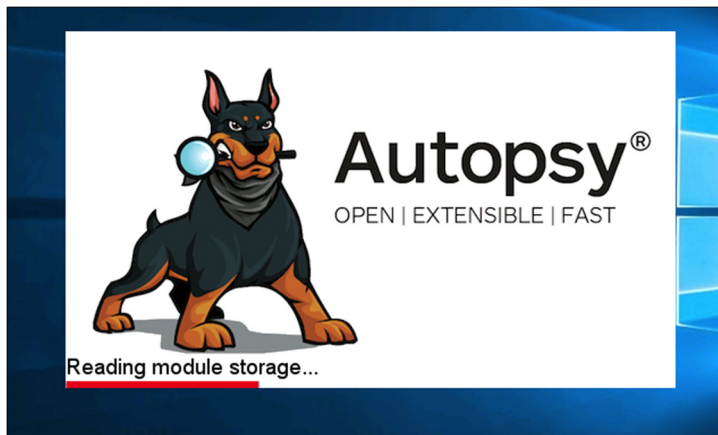 Autopsy®
OPEN | EXTENSIBLE | FAST
Reading module storage...